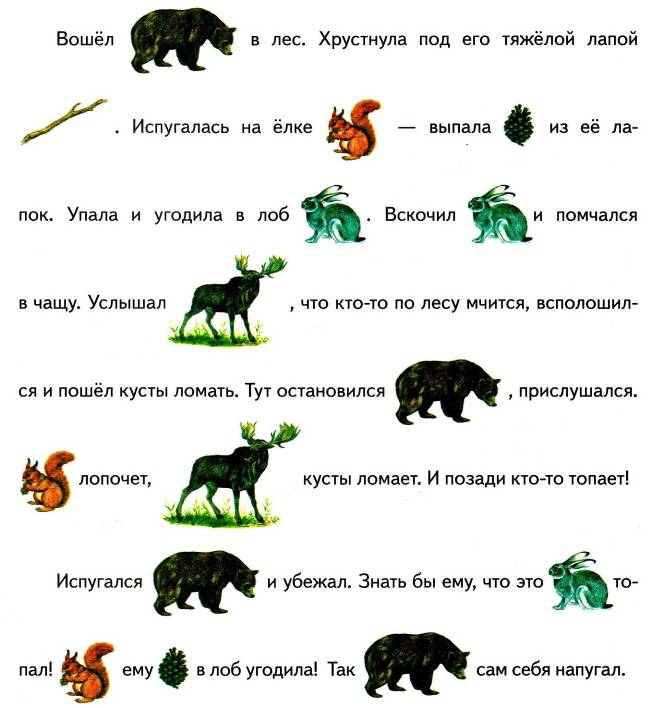 Вошёл в лес. Хрустнула под его тяжёлой лапой
. Испугалась на ёлке — выпала из её ла-
пок. Упала и угодила в лоб . Вскочил и помчался
в чащу. Услышал , что кто-то по лесу мчится, всполошил-
ся и пошёл кусты ломать. Тут остановился , прислушался.
лопочет, кусты ломает. И позади кто-то топает!
Испугался и убежал. Знать бы ему, что это то-
пал! ему в лоб угодила! Так сам себя напугал.